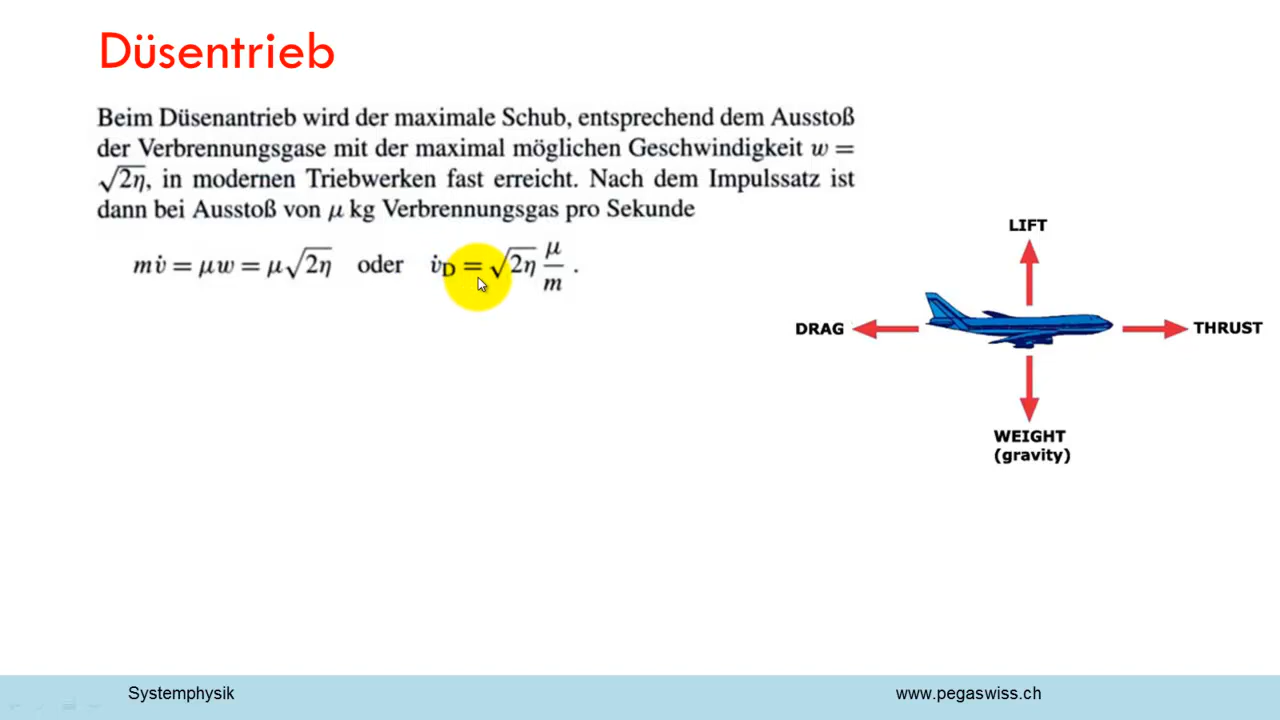 Düsentrieb
Beim Düsenantrieb wird der maximale Schub, entsprechend dem Ausstoß
der Verbrennungsgase mit der maximal möglichen Geschwindigkeit w =
√2η, in modernen Triebwerken fast erreicht. Nach dem Impulssatz ist
dann bei Ausstoß von μ kg Verbrennungsgas pro Sekunde
mv̇ = μw = μ√2η oder v̇_D = √2η μ/m .
LIFT
DRAG
THRUST
WEIGHT
(gravity)
Systemphysik
www.pegaswiss.ch